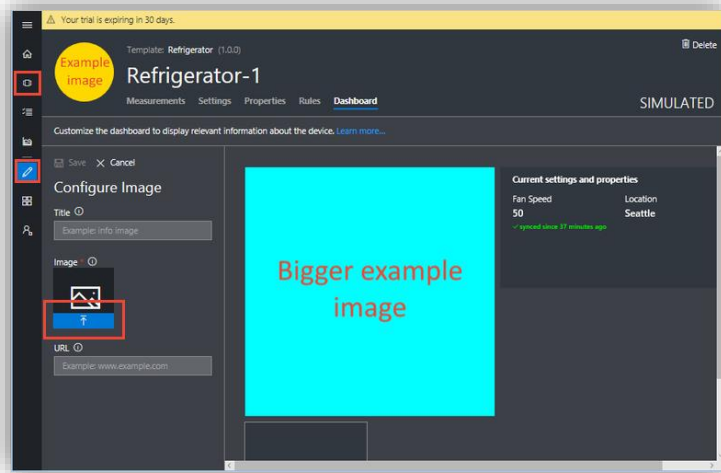 Your trial is expiring in 30 days.
Delete
Template: Refrigerator (1.0.0)
Example
image
Refrigerator-1
Measurements Settings Properties Rules Dashboard
SIMULATED
Customize the dashboard to display relevant information about the device. Learn more...
Save Cancel
Configure Image
Title
Example: info image
Image *
URL
Example: www.example.com
Bigger example
image
Current settings and properties
Fan Speed Location
50 Seattle
synced since 37 minutes ago